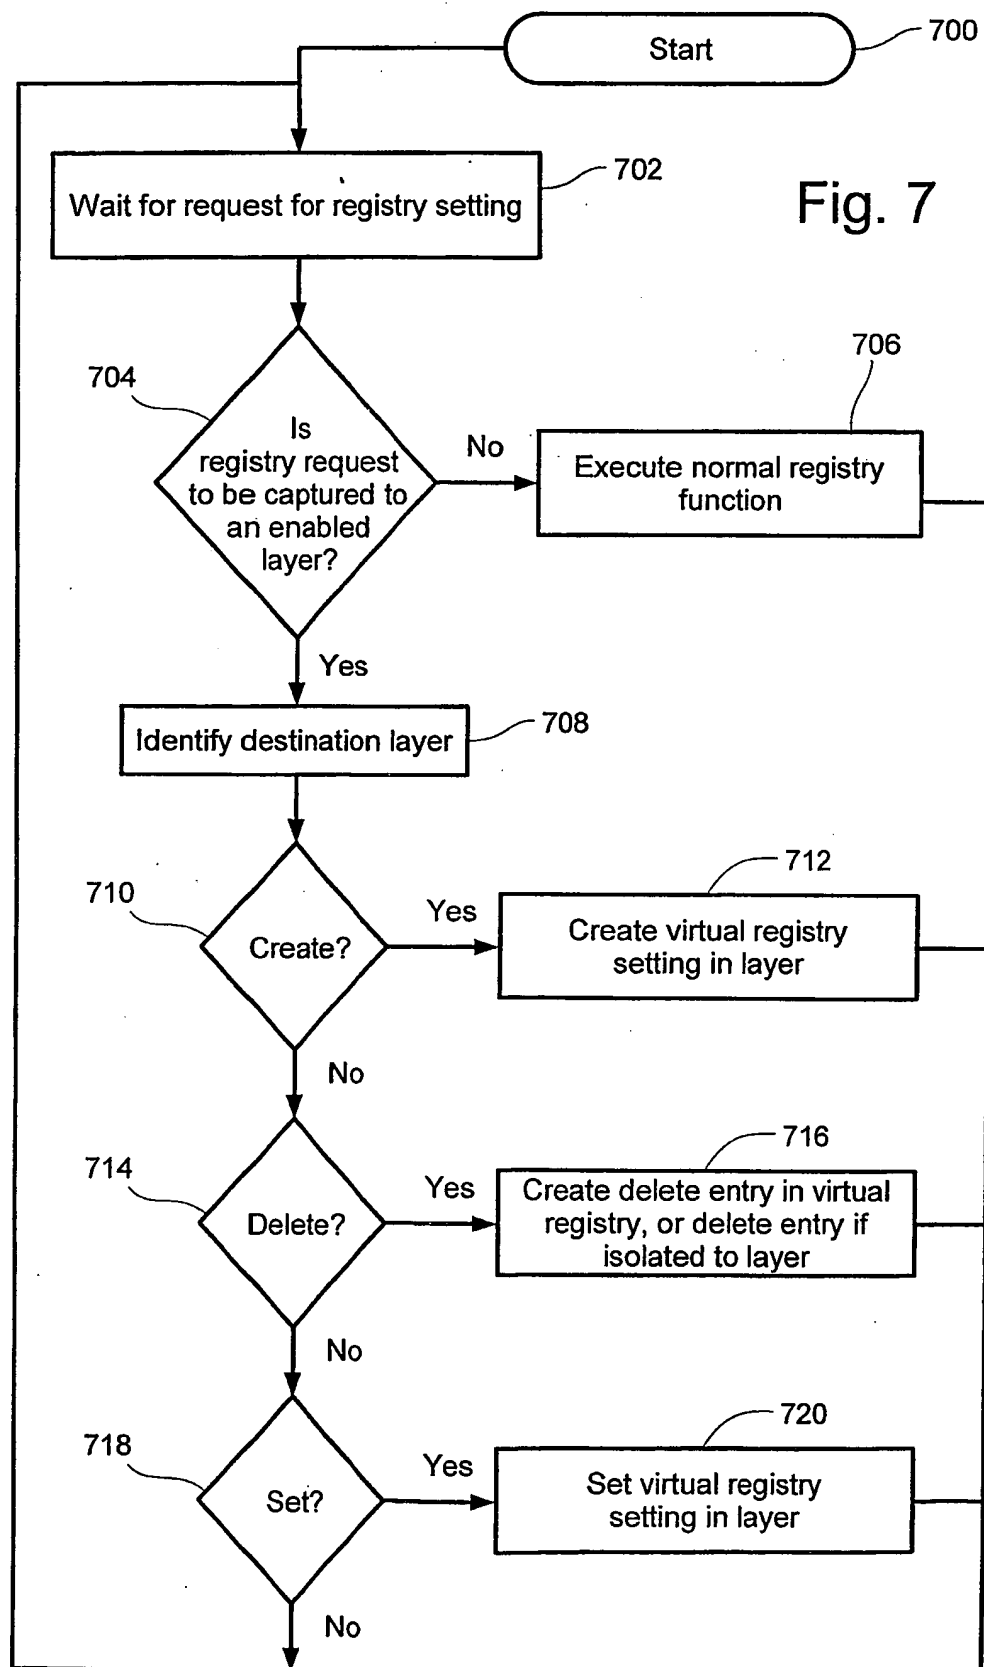 Start
700
702
Wait for request for registry setting
Fig. 7
704
Is
registry request
to be captured to
an enabled
layer?
No
706
Execute normal registry
function
Yes
708
Identify destination layer
710
Create?
Yes
712
Create virtual registry
setting in layer
No
714
Delete?
Yes
716
Create delete entry in virtual
registry, or delete entry if
isolated to layer
No
718
Set?
Yes
720
Set virtual registry
setting in layer
No